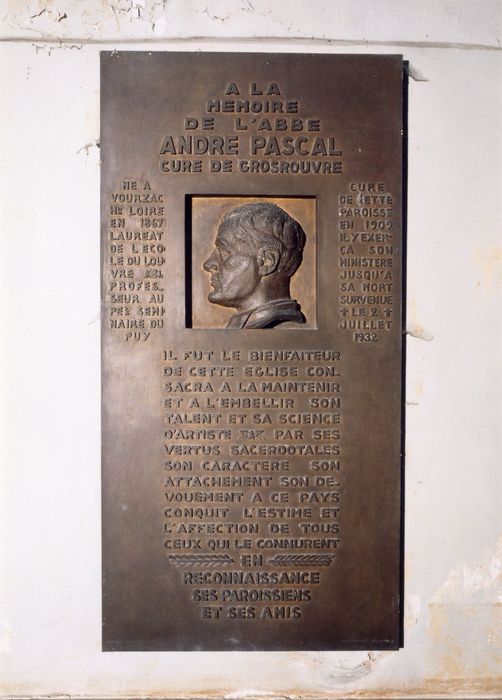 A LA
MEMOIRE
DE L'ABBE
ANDRE PASCAL
CURE DE GROSROUVRE
NE A
VOURZAC
HTE LOIRE
EN 1867
LAUREAT
DE L'ECO
LE DU LOU
VRE
PROFES-
SEUR AU
PET SEMI
NAIRE DU
PUY
CURE
DE CETTE
PAROISSE
EN 1909
IL Y EXER-
ÇA SON
MINISTERE
JUSQU'A
SA MORT
SURVENUE
LE 2
JUILLET
1932
IL FUT LE BIENFAITEUR
DE CETTE EGLISE CON-
SACRA A LA MAINTENIR
ET A L'EMBELLIR SON
TALENT ET SA SCIENCE
D'ARTISTE PAR SES
VERTUS SACERDOTALES
SON CARACTERE SON
ATTACHEMENT SON DE-
VOUEMENT A CE PAYS
CONQUIT L'ESTIME ET
L'AFFECTION DE TOUS
CEUX QUI LE CONNURENT
EN
RECONNAISSANCE
SES PAROISSIENS
ET SES AMIS